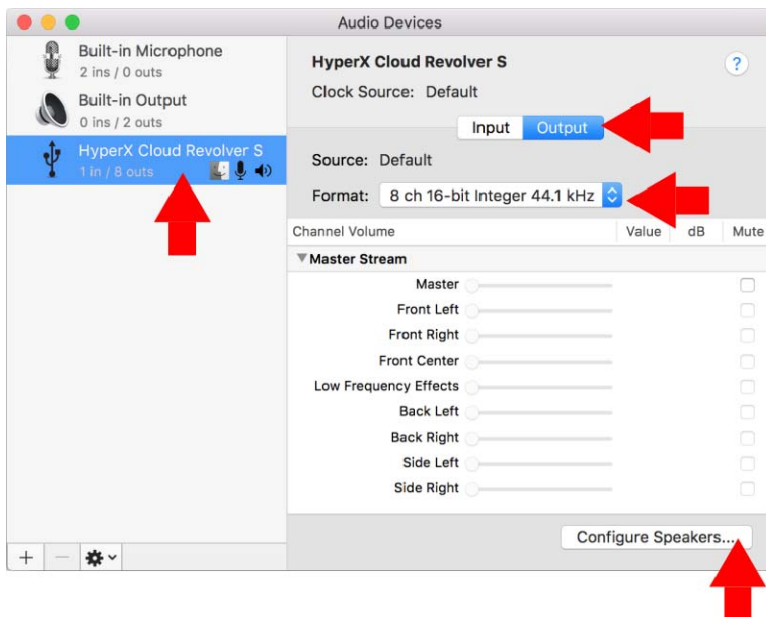 Audio Devices
Built-in Microphone
2 ins / 0 outs
Built-in Output
0 ins / 2 outs
HyperX Cloud Revolver S
1 in / 8 outs
HyperX Cloud Revolver S
?
Clock Source: Default
Input Output
Source: Default
Format: 8 ch 16-bit Integer 44.1 kHz
Channel Volume Value dB Mute
Master Stream
Master
Front Left
Front Right
Front Center
Low Frequency Effects
Back Left
Back Right
Side Left
Side Right
Configure Speakers...